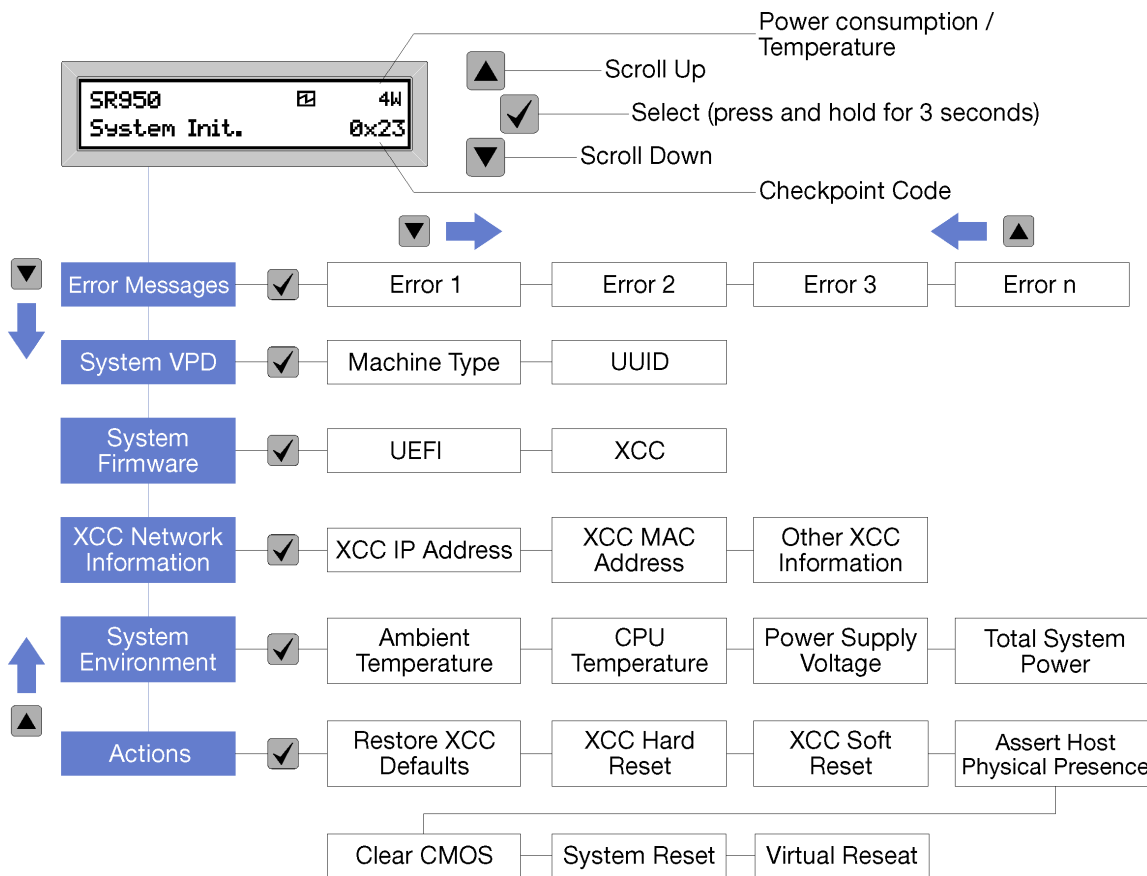 Power consumption /
Temperature
SR950 4W
System Init. 0x23
Scroll Up
Select (press and hold for 3 seconds)
Scroll Down
Checkpoint Code
Error Messages
Error 1
Error 2
Error 3
Error n
System VPD
Machine Type
UUID
System
Firmware
UEFI
XCC
XCC Network
Information
XCC IP Address
XCC MAC
Address
Other XCC
Information
System
Environment
Ambient
Temperature
CPU
Temperature
Power Supply
Voltage
Total System
Power
Actions
Restore XCC
Defaults
XCC Hard
Reset
XCC Soft
Reset
Assert Host
Physical Presence
Clear CMOS
System Reset
Virtual Reseat